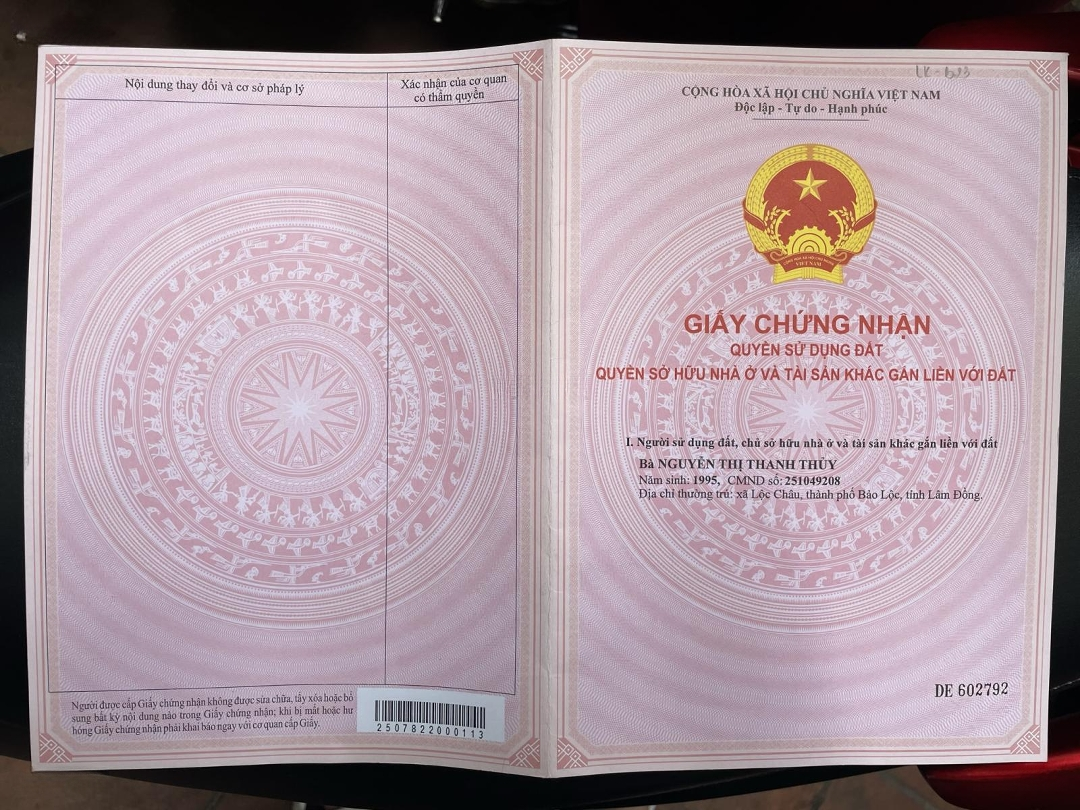 Nội dung thay đổi và cơ sở pháp lý
Xác nhận của cơ quan
có thẩm quyền
Người được cấp Giấy chứng nhận không được sửa chữa, tẩy xóa hoặc bổ
sung bất kỳ nội dung nào trong Giấy chứng nhận; khi bị mất hoặc hư
hỏng Giấy chứng nhận phải khai báo ngay với cơ quan cấp Giấy.
2507822000113
CỘNG HÒA XÃ HỘI CHỦ NGHĨA VIỆT NAM
Độc lập - Tự do - Hạnh phúc
VIỆT NAM
GIẤY CHỨNG NHẬN
QUYỀN SỬ DỤNG ĐẤT
QUYỀN SỞ HỮU NHÀ Ở VÀ TÀI SẢN KHÁC GẮN LIỀN VỚI ĐẤT
I. Người sử dụng đất, chủ sở hữu nhà ở và tài sản khác gắn liền với đất
Bà NGUYỄN THỊ THANH THỦY
Năm sinh: 1995, CMND số: 251049208
Địa chỉ thường trú: xã Lộc Châu, thành phố Bảo Lộc, tỉnh Lâm Đồng.
DE 602792